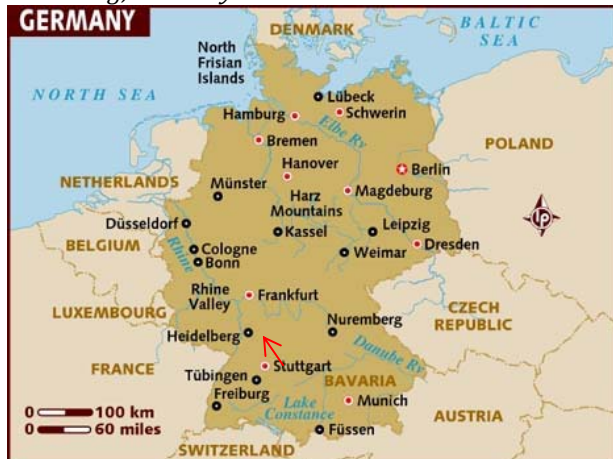 GERMANY
DENMARK
BALTIC
SEA
North
Frisian
Islands
NORTH SEA
Lübeck
Hamburg
Schwerin
Elbe Rv
Bremen
POLAND
Hanover
Berlin
NETHERLANDS
Münster
Harz
Mountains
Magdeburg
Düsseldorf
Kassel
Leipzig
BELGIUM
Rhine
Cologne
Bonn
Weimar
Dresden
Rhine
Valley
Frankfurt
LUXEMBOURG
CZECH
REPUBLIC
Heidelberg
Nuremberg
Danube Rv
FRANCE
Stuttgart
Tübingen
BAVARIA
Freiburg
Lake
Constance
Munich
0 100 km
0 60 miles
AUSTRIA
Füssen
SWITZERLAND
lp